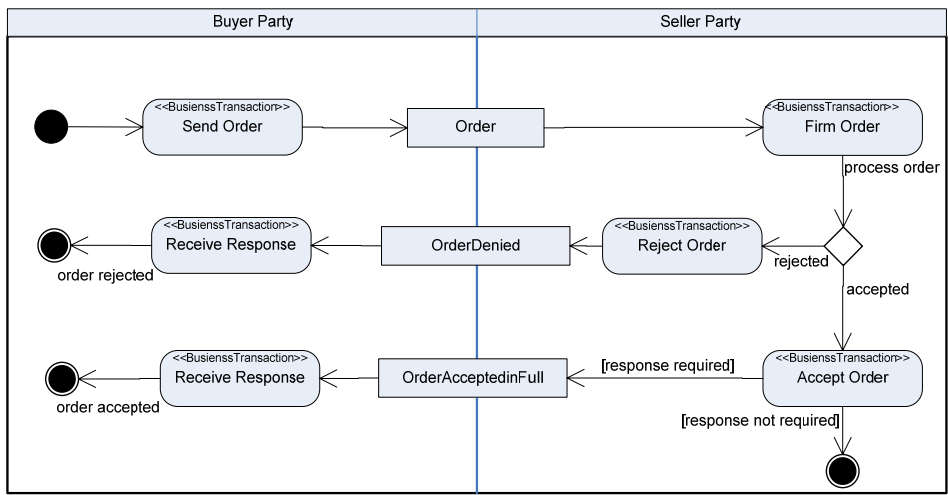 Buyer Party
Seller Party
<<BusienssTransaction>>
Send Order
Order
<<BusienssTransaction>>
Firm Order
process order
<<BusienssTransaction>>
Receive Response
OrderDenied
<<BusienssTransaction>>
Reject Order
rejected
order rejected
accepted
<<BusienssTransaction>>
Receive Response
OrderAcceptedinFull
[response required]
<<BusienssTransaction>>
Accept Order
order accepted
[response not required]